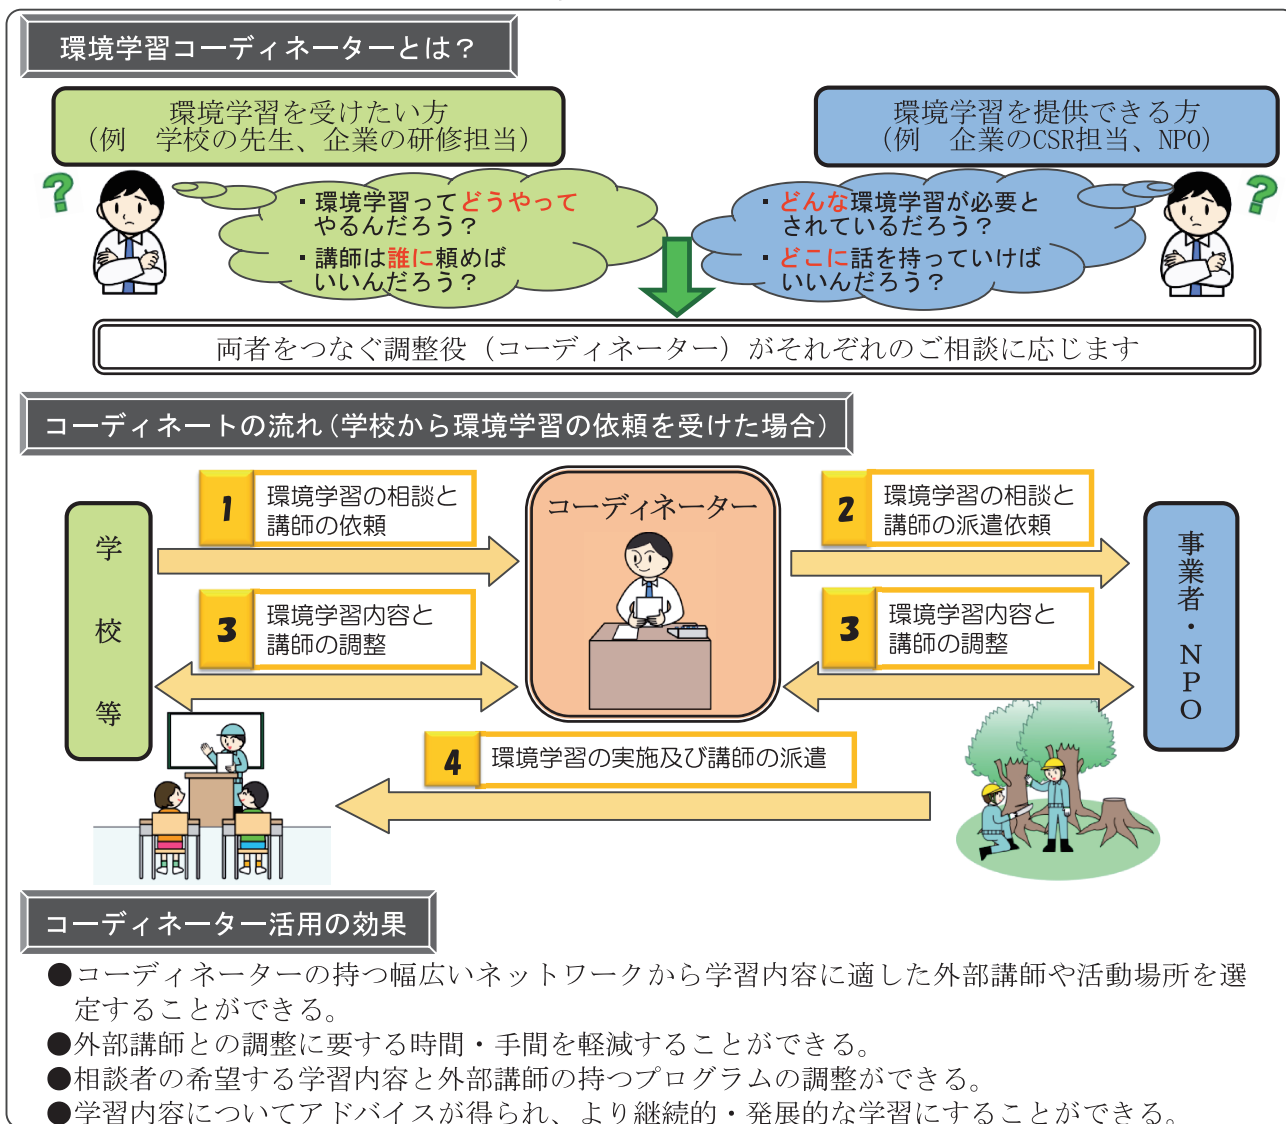 環境学習コーディネーターとは？
環境学習を受けたい方
（例　学校の先生、企業の研修担当）
環境学習を提供できる方
（例　企業のCSR担当、NPO）
?
・環境学習ってどうやって
やるんだろう？
・講師は誰に頼めば
いいんだろう？
・どんな環境学習が必要と
されているだろう？
・どこに話を持っていけば
いいんだろう？
?
両者をつなぐ調整役（コーディネーター）がそれぞれのご相談に応じます
コーディネートの流れ（学校から環境学習の依頼を受けた場合）
学校等
1
環境学習の相談と
講師の依頼
コーディネーター
2
環境学習の相談と
講師の派遣依頼
事業者・NPO
3
環境学習内容と
講師の調整
3
環境学習内容と
講師の調整
4
環境学習の実施及び講師の派遣
コーディネーター活用の効果
●コーディネーターの持つ幅広いネットワークから学習内容に適した外部講師や活動場所を選
定することができる。
●外部講師との調整に要する時間・手間を軽減することができる。
●相談者の希望する学習内容と外部講師の持つプログラムの調整ができる。
●学習内容についてアドバイスが得られ、より継続的・発展的な学習にすることができる。